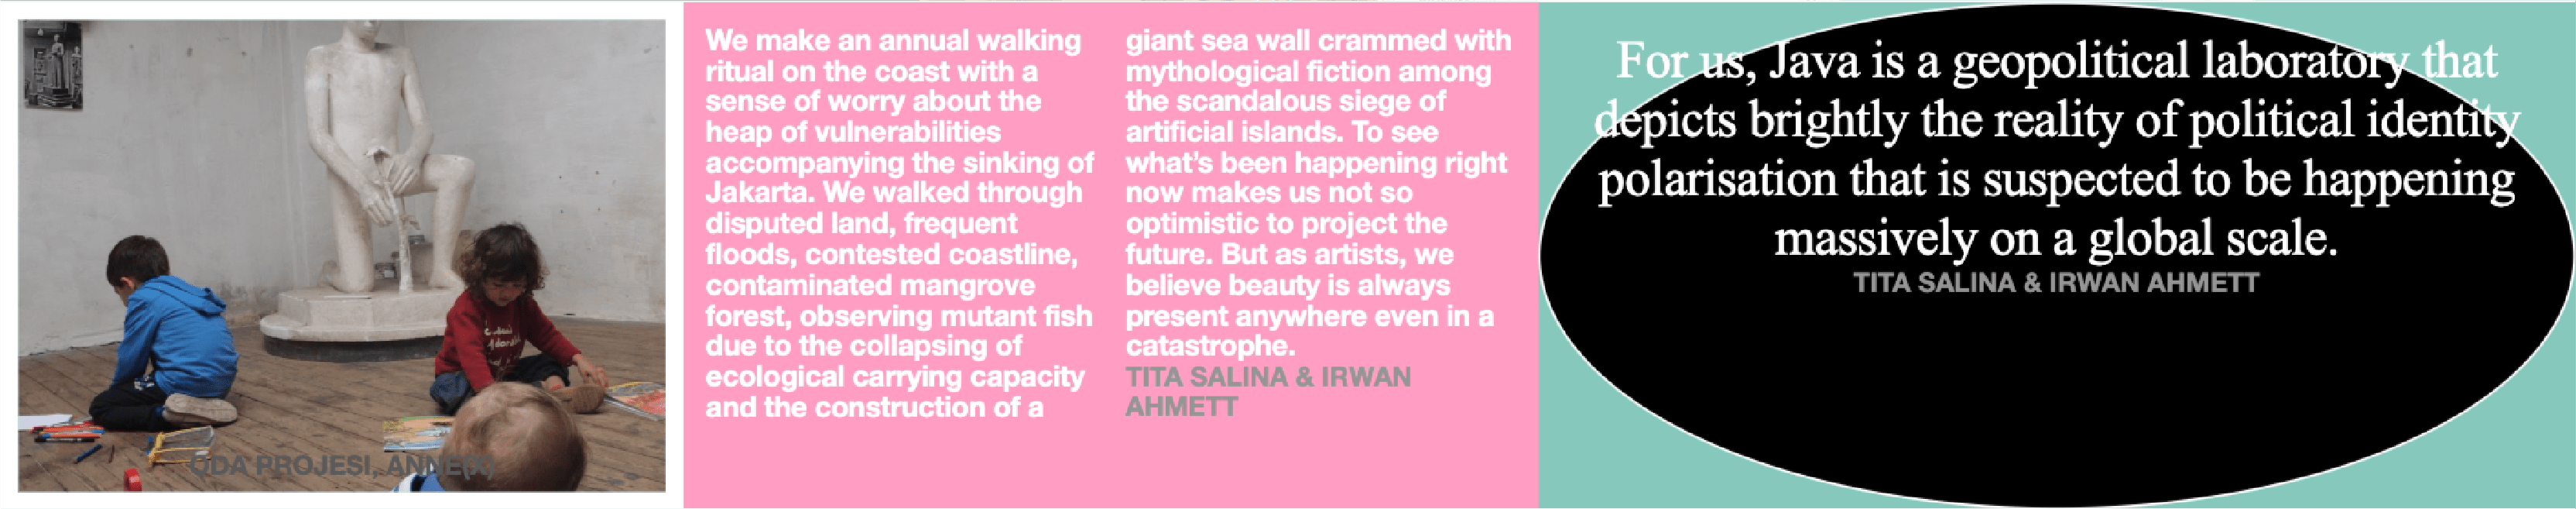 ODA PROJESI, ANNE(X)
We make an annual walking
ritual on the coast with a
sense of worry about the
heap of vulnerabilities
accompanying the sinking of
Jakarta. We walked through
disputed land, frequent
floods, contested coastline,
contaminated mangrove
forest, observing mutant fish
due to the collapsing of
ecological carrying capacity
and the construction of a
giant sea wall crammed with
mythological fiction among
the scandalous siege of
artificial islands. To see
what's been happening right
now makes us not so
optimistic to project the
future. But as artists, we
believe beauty is always
present anywhere even in a
catastrophe.
TITA SALINA & IRWAN
AHMETT
For us, Java is a geopolitical laboratory that
depicts brightly the reality of political identity
polarisation that is suspected to be happening
massively on a global scale.
TITA SALINA & IRWAN AHMETT